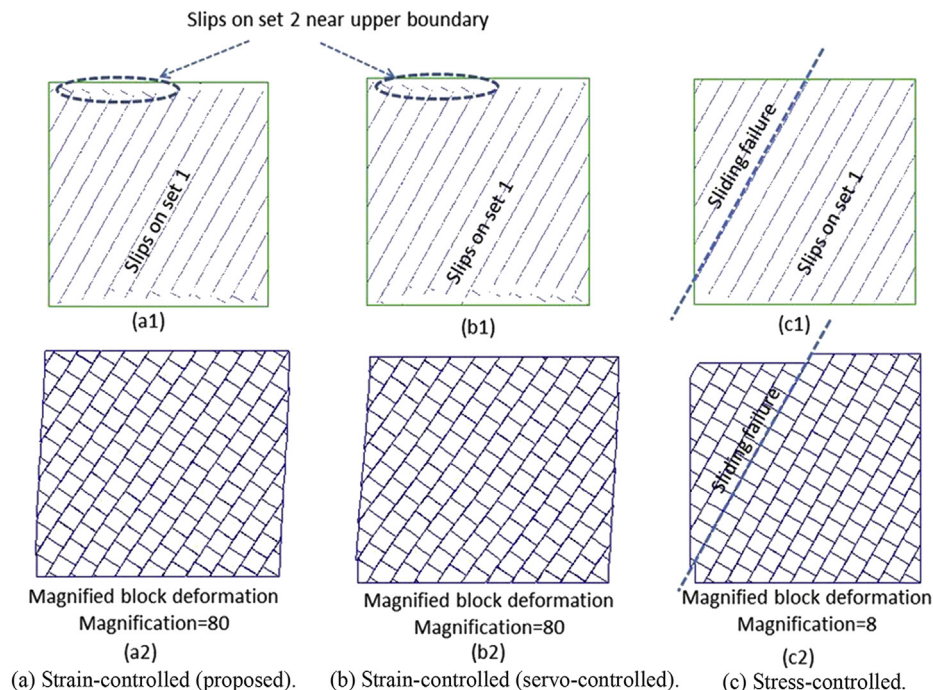 Slips on set 2 near upper boundary
Slips on set 1
Slips on set 1
Sliding failure
Slips on set 1
(a1)
(b1)
(c1)
Sliding failure
Magnified block deformation
Magnification=80
(a2)
Magnified block deformation
Magnification=80
(b2)
Magnified block deformation
Magnification=8
(c2)
(a) Strain-controlled (proposed).
(b) Strain-controlled (servo-controlled).
(c) Stress-controlled.